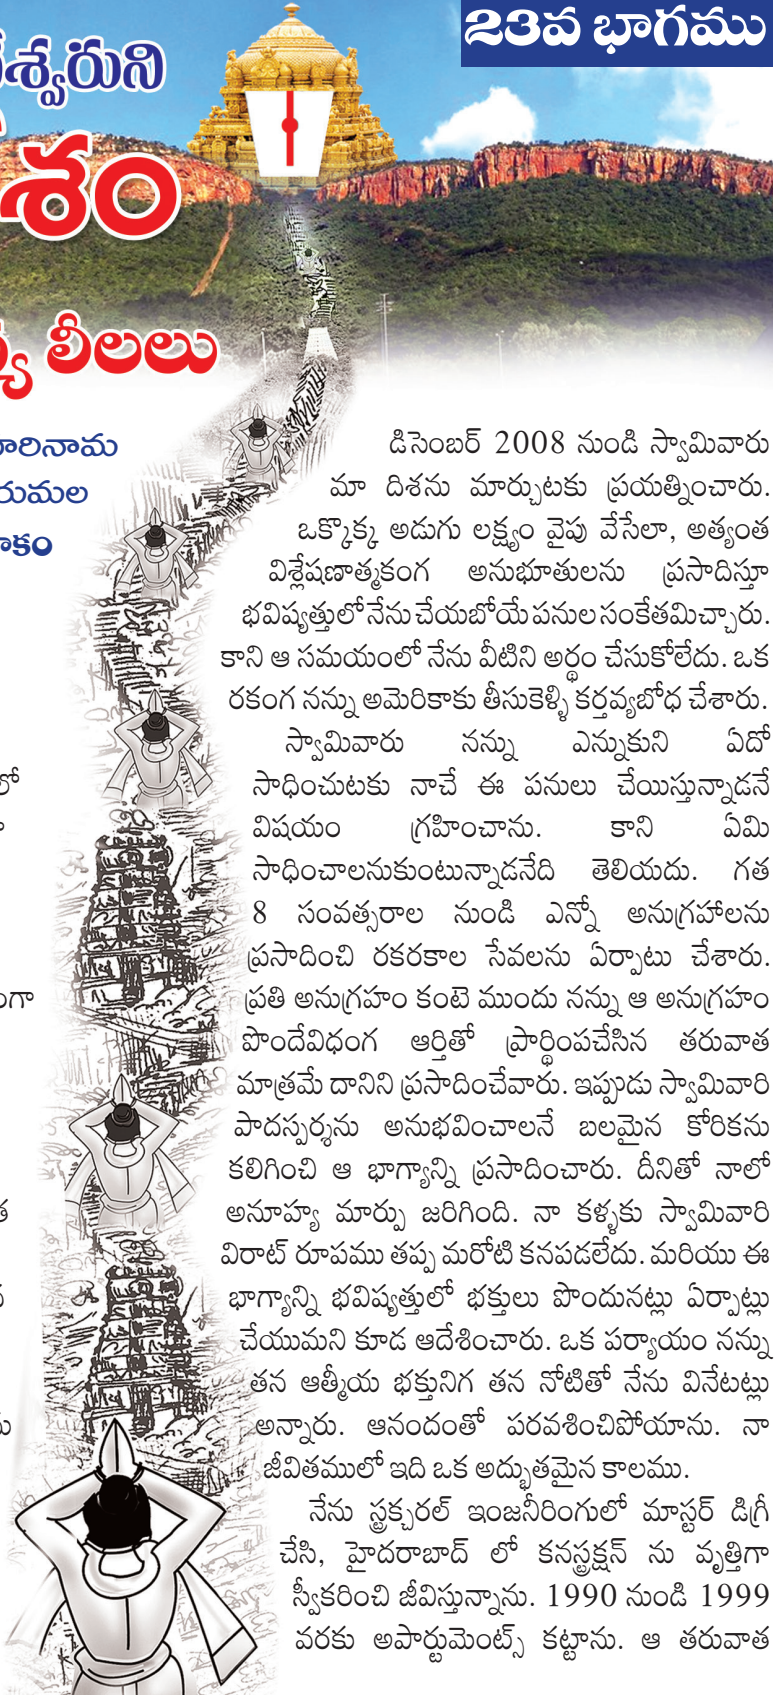 23వ భాగము
శ్వరుని
శం
లీలలు
నామ
రుమల
డిసెంబర్ 2008 నుండి స్వామివారు
మా దిశను మార్చుటకు ప్రయత్నించారు.
ఒక్కొక్క అడుగు లక్ష్యం వైపు వేసేలా, అత్యంత
విశ్లేషణాత్మకంగ అనుభూతులను ప్రసాదిస్తూ
భవిష్యత్తులో నేను చేయబోయే పనుల సంకేతమిచ్చారు.
కాని ఆ సమయంలో నేను వీటిని అర్థం చేసుకోలేదు. ఒక
రకంగ నన్ను అమెరికాకు తీసుకెళ్ళి కర్తవ్యబోధ చేశారు.
స్వామివారు నన్ను ఎన్నుకుని ఏదో
సాధించుటకు నాచే ఈ పనులు చేయిస్తున్నాడనే
విషయం గ్రహించాను. కాని ఏమి
సాధించాలనుకుంటున్నాడనేది తెలియదు. గత
8 సంవత్సరాల నుండి ఎన్నో అనుగ్రహాలను
ప్రసాదించి రకరకాల సేవలను ఏర్పాటు చేశారు.
ప్రతి అనుగ్రహం కంటె ముందు నన్ను ఆ అనుగ్రహం
పొందేవిధంగ ఆర్తితో ప్రార్థింపచేసిన తరువాత
మాత్రమే దానిని ప్రసాదించేవారు. ఇప్పుడు స్వామివారి
పాదస్పర్శను అనుభవించాలనే బలమైన కోరికను
కలిగించి ఆ భాగ్యాన్ని ప్రసాదించారు. దీనితో నాలో
అనూహ్య మార్పు జరిగింది. నా కళ్ళకు స్వామివారి
విరాట్ రూపము తప్ప మరోటి కనపడలేదు. మరియు ఈ
భాగ్యాన్ని భవిష్యత్తులో భక్తులు పొందునట్లు ఏర్పాట్లు
చేయుమని కూడ ఆదేశించారు. ఒక పర్యాయం నన్ను
తన ఆత్మీయ భక్తునిగ తన నోటితో నేను వినేటట్లు
అన్నారు. ఆనందంతో పరవశించిపోయాను. నా
జీవితములో ఇది ఒక అద్భుతమైన కాలము.
నేను స్ట్రక్చరల్ ఇంజనీరింగులో మాస్టర్ డిగ్రీ
చేసి, హైదరాబాద్ లో కనస్ట్రక్షన్ ను వృత్తిగా
స్వీకరించి జీవిస్తున్నాను. 1990 నుండి 1999
వరకు అపార్టుమెంట్స్ కట్టాను. ఆ తరువాత